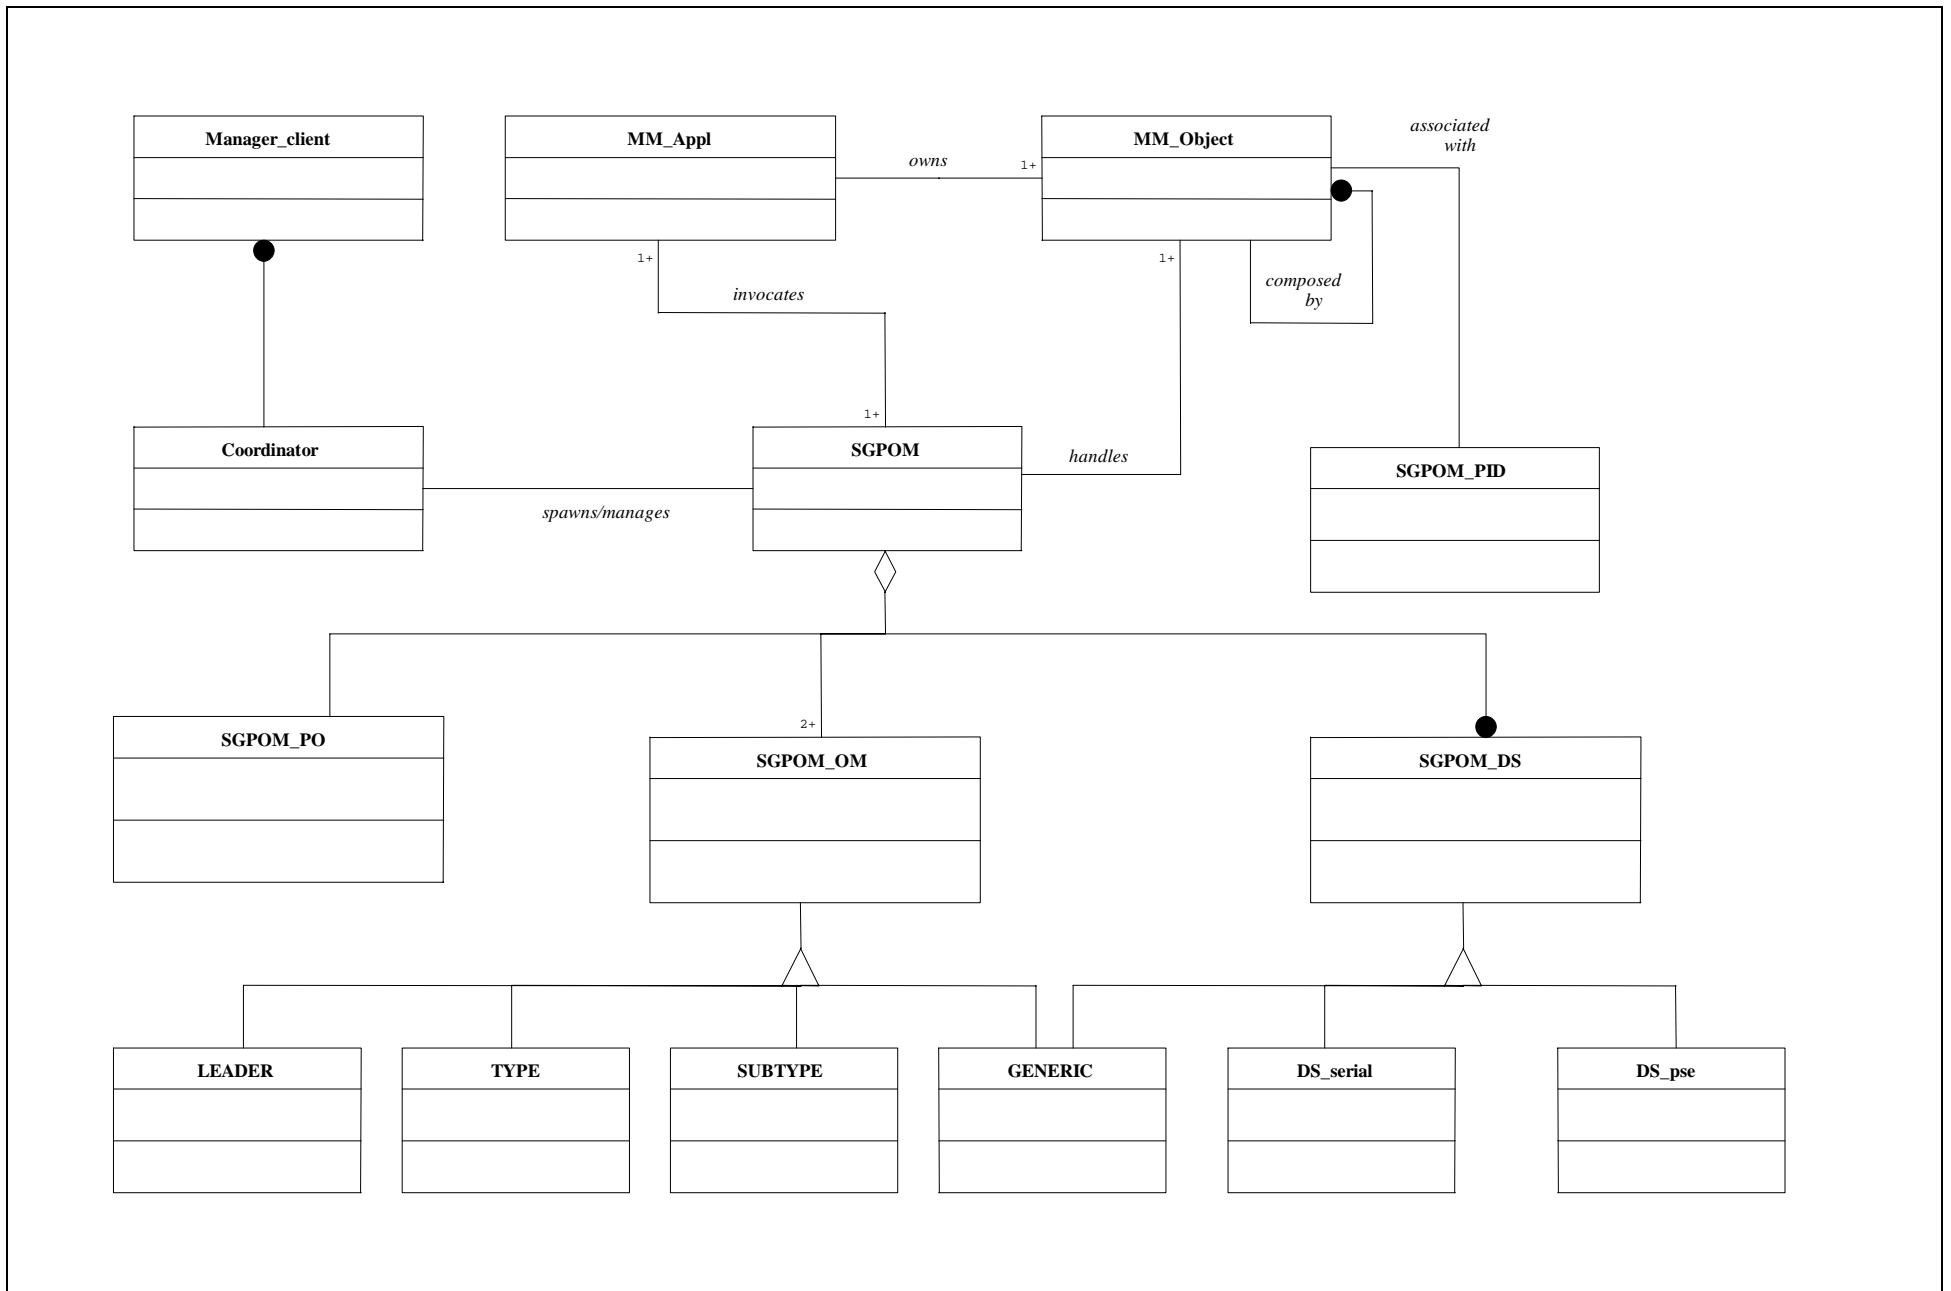 Manager_client
MM_Appl
MM_Object
associated
with
owns
1+
1+
1+
composed
by
invocates
1+
Coordinator
SGPOM
handles
SGPOM_PID
spawns/manages
SGPOM_PO
2+
SGPOM_OM
SGPOM_DS
LEADER
TYPE
SUBTYPE
GENERIC
DS_serial
DS_pse